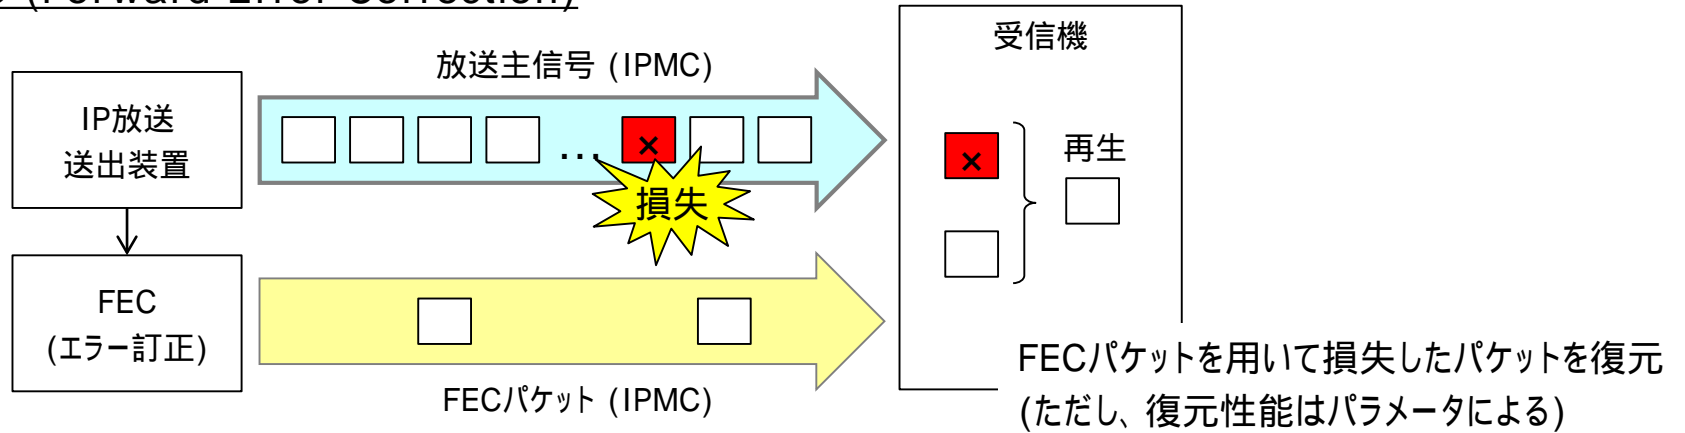 (Forward Error Correction)
受信機
放送主信号 (IPMC)
IP放送
送出装置
… × 
損失
×
再生
FEC
(エラー訂正)
FECパケット (IPMC)
FECパケットを用いて損失したパケットを復元
(ただし、復元性能はパラメータによる)